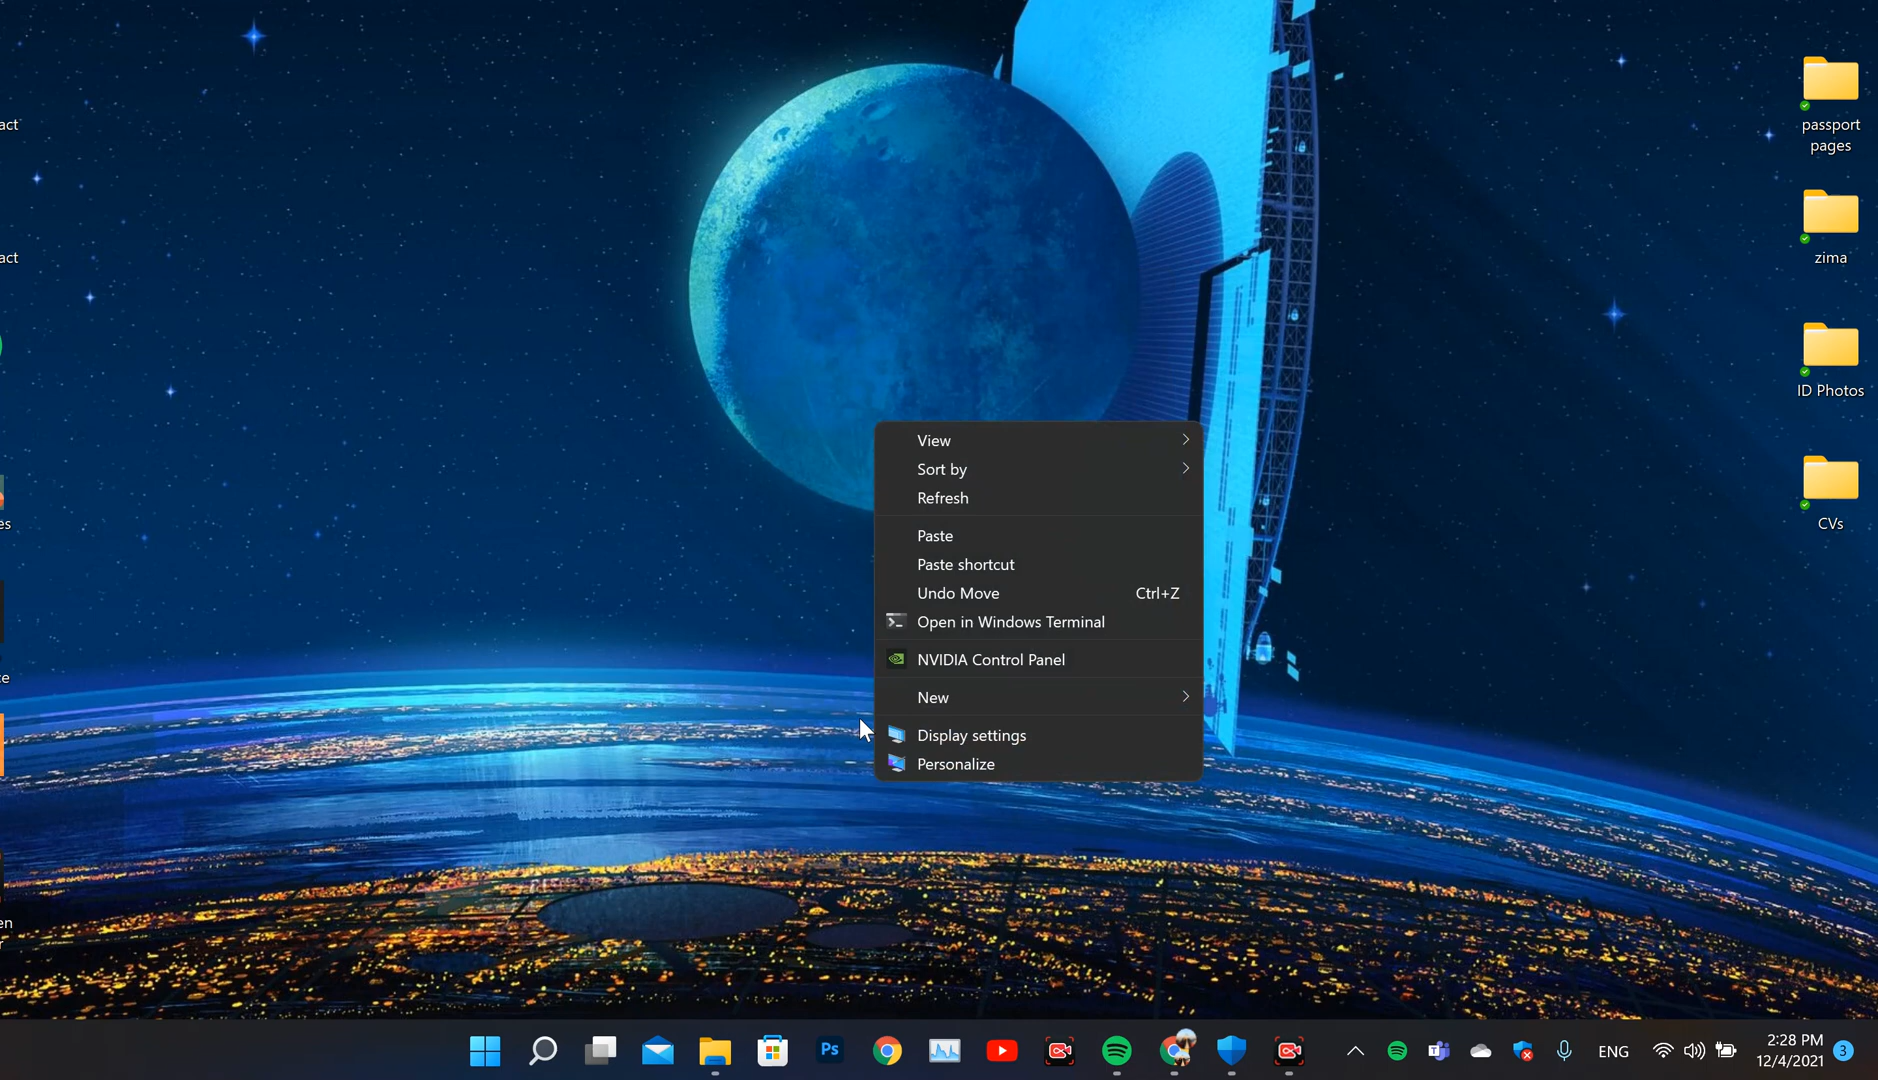 act
act
es
ce
en
r
passport
pages
zima
ID Photos
CVs
View
Sort by
Refresh
Paste
Paste shortcut
Undo Move Ctrl+Z
Open in Windows Terminal
NVIDIA Control Panel
New
Display settings
Personalize
Ps
ENG
2:28 PM
12/4/2021
3